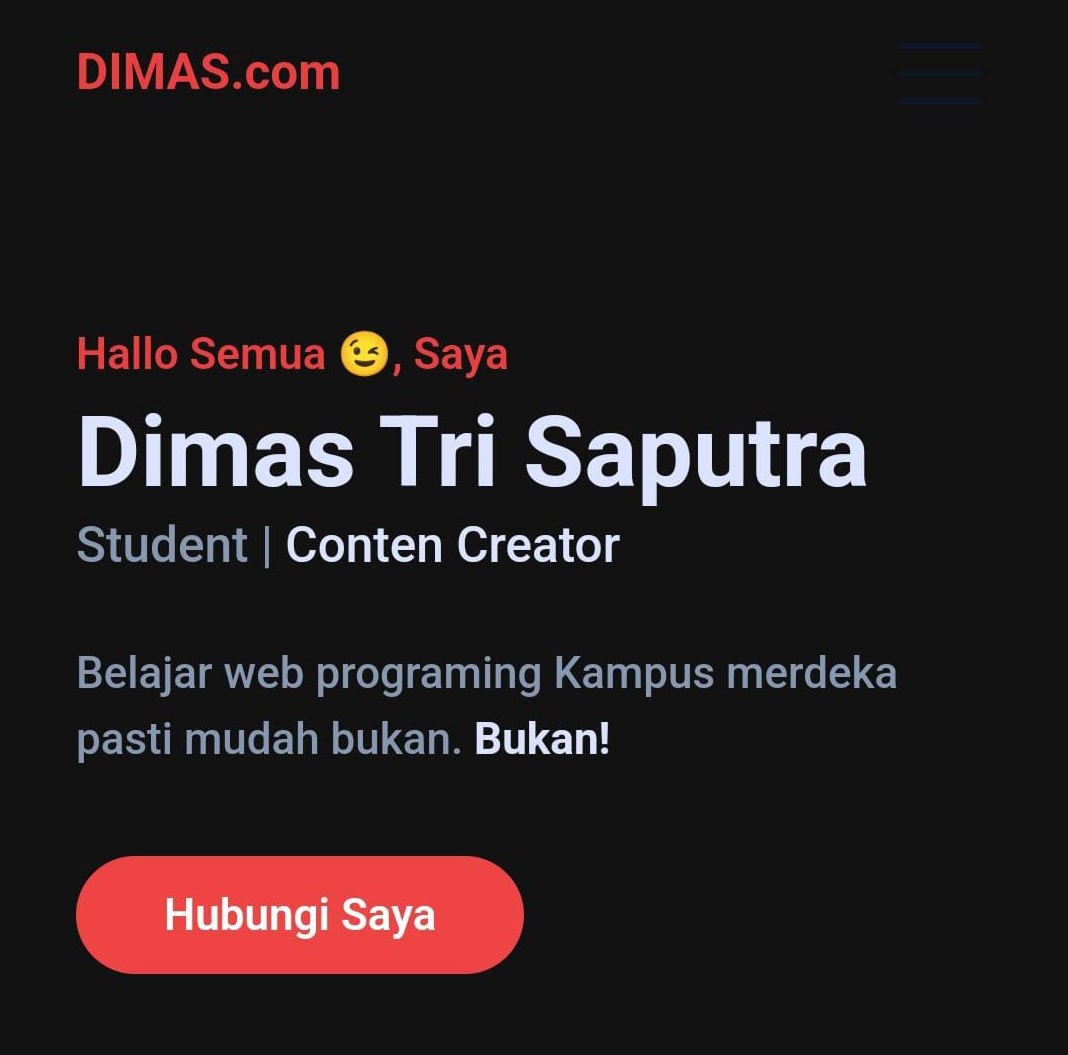 DIMAS.com
Hallo Semua 😉, Saya
Dimas Tri Saputra
Student | Conten Creator
Belajar web programing Kampus merdeka
pasti mudah bukan. Bukan!
Hubungi Saya